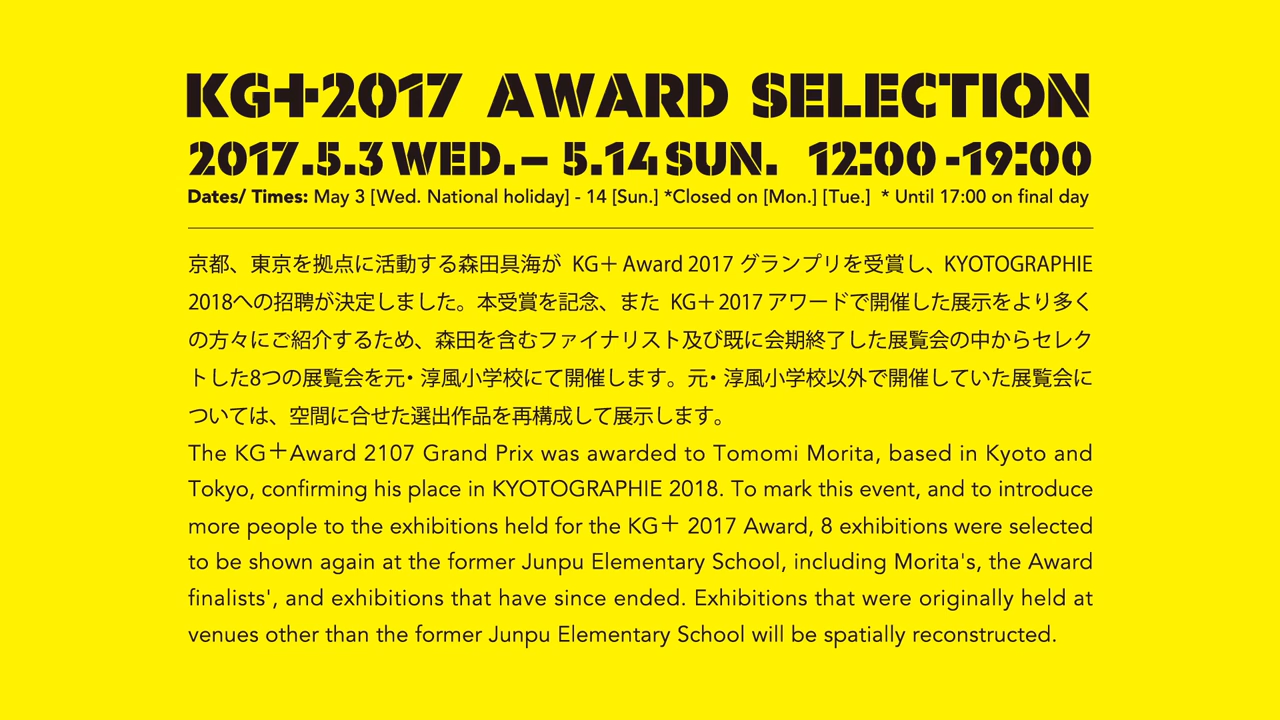 KG+2017 AWARD SELECTION
2017.5.3 WED.– 5.14 SUN. 12:00 -19:00
Dates/ Times: May 3 [Wed. National holiday] - 14 [Sun.] *Closed on [Mon.] [Tue.] * Until 17:00 on final day
京都、東京を拠点に活動する森田具海が KG＋Award 2017 グランプリを受賞し、KYOTOGRAPHIE
2018への招聘が決定しました。本受賞を記念、また KG＋2017 アワードで開催した展示をより多く
の方々にご紹介するため、森田を含むファイナリスト及び既に会期終了した展覧会の中からセレク
トした8つの展覧会を元・淳風小学校にて開催します。元・淳風小学校以外で開催していた展覧会に
ついては、空間に合せた選出作品を再構成して展示します。
The KG＋Award 2107 Grand Prix was awarded to Tomomi Morita, based in Kyoto and
Tokyo, confirming his place in KYOTOGRAPHIE 2018. To mark this event, and to introduce
more people to the exhibitions held for the KG＋ 2017 Award, 8 exhibitions were selected
to be shown again at the former Junpu Elementary School, including Morita's, the Award
finalists', and exhibitions that have since ended. Exhibitions that were originally held at
venues other than the former Junpu Elementary School will be spatially reconstructed.